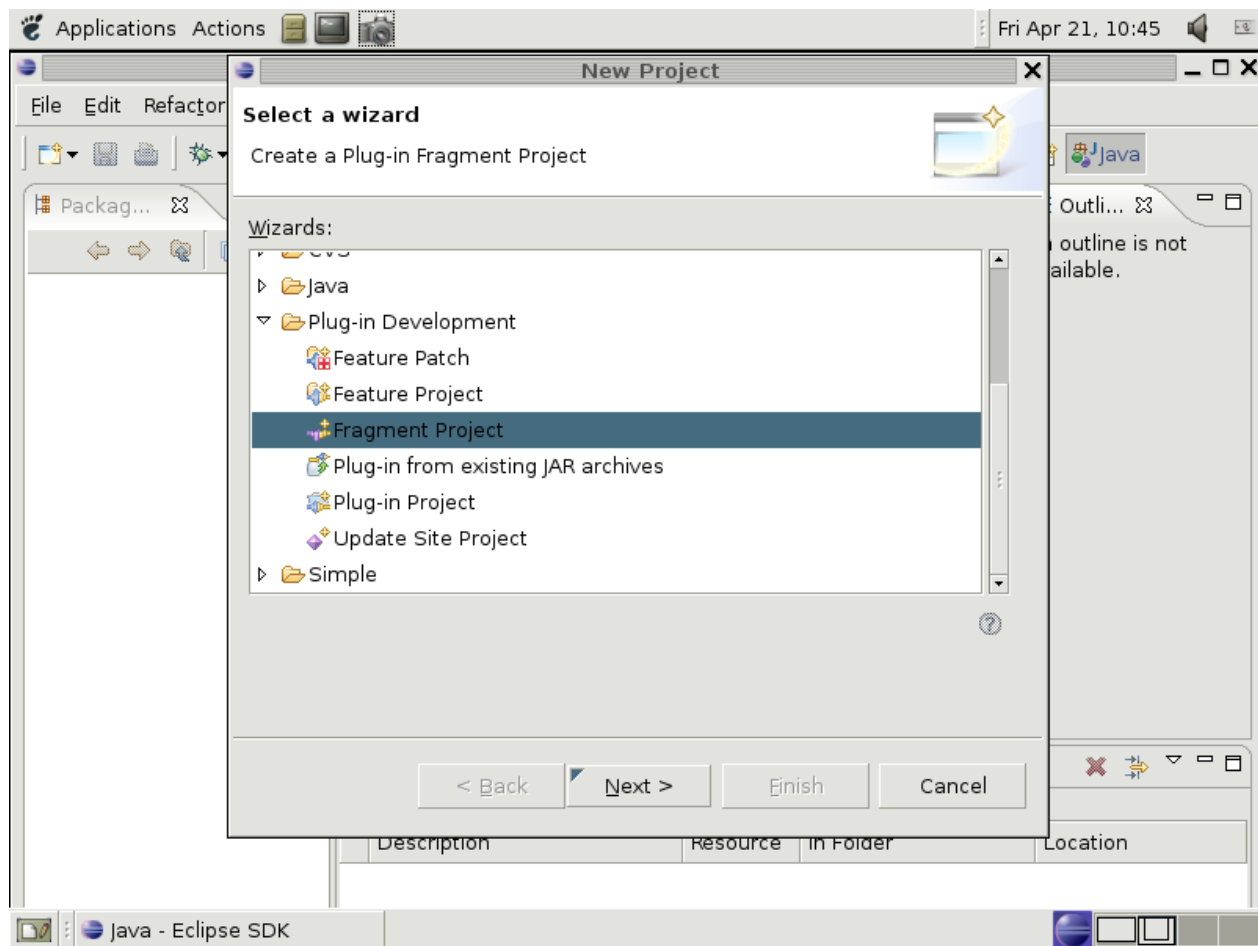 Applications Actions Fri Apr 21, 10:45
New Project
File Edit Refactor
Select a wizard
Create a Plug-in Fragment Project
Java
Packag...
Outli...
Wizards:
outline is not
ailable.
CVS
Java
Plug-in Development
Feature Patch
Feature Project
Fragment Project
Plug-in from existing JAR archives
Plug-in Project
Update Site Project
Simple
< Back Next > Finish Cancel
Description Resource In Folder Location
Java - Eclipse SDK